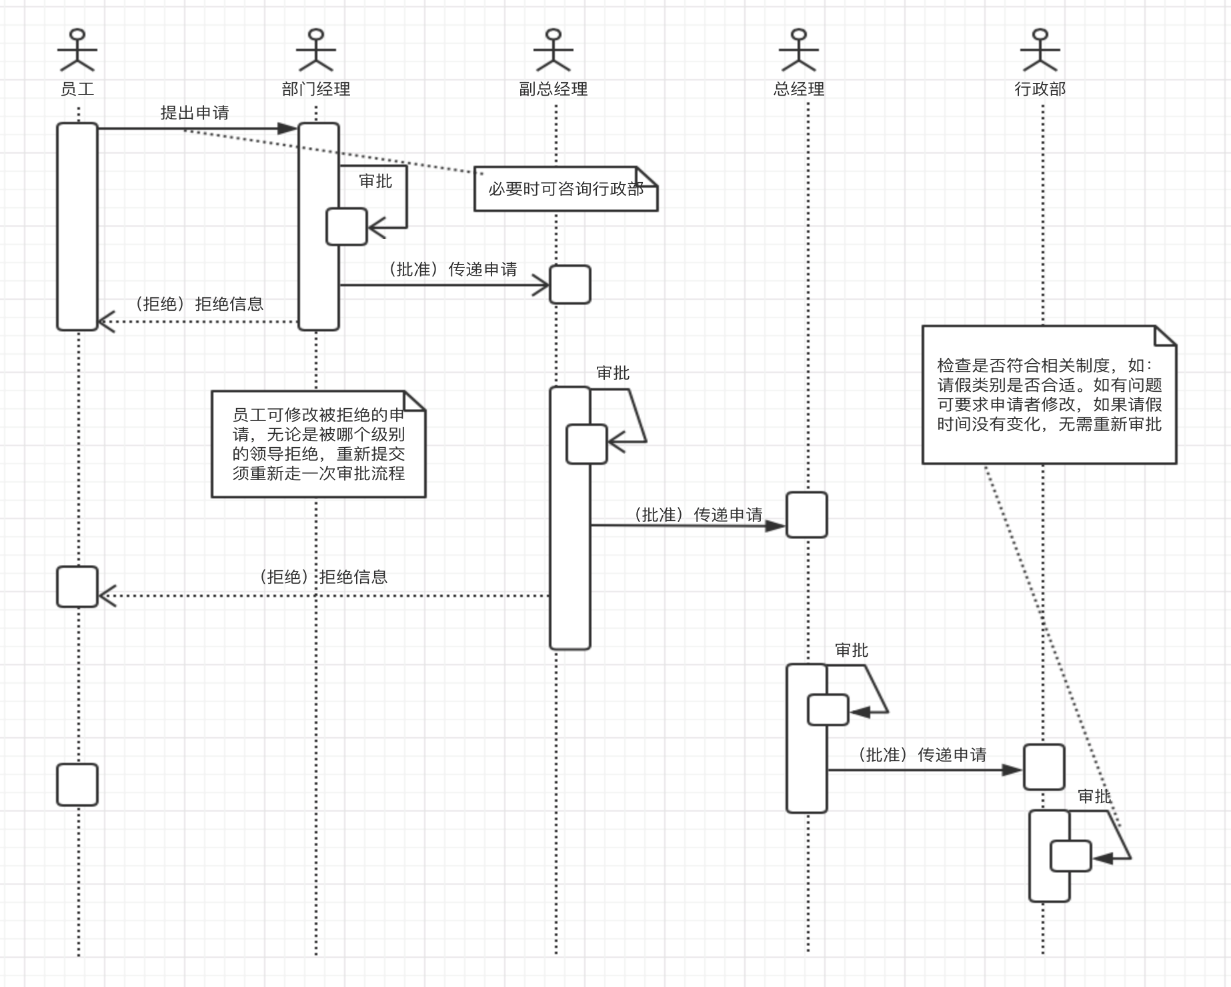 员工
部门经理
副总经理
总经理
行政部
提出申请
审批
必要时可咨询行政部
（批准）传递申请
（拒绝）拒绝信息
检查是否符合相关制度，如：
请假类别是否合适。如有问题
可要求申请者修改，如果请假
时间没有变化，无需重新审批
审批
员工可修改被拒绝的申
请，无论是被哪个级别
的领导拒绝，重新提交
须重新走一次审批流程
（批准）传递申请
（拒绝）拒绝信息
审批
（批准）传递申请
审批